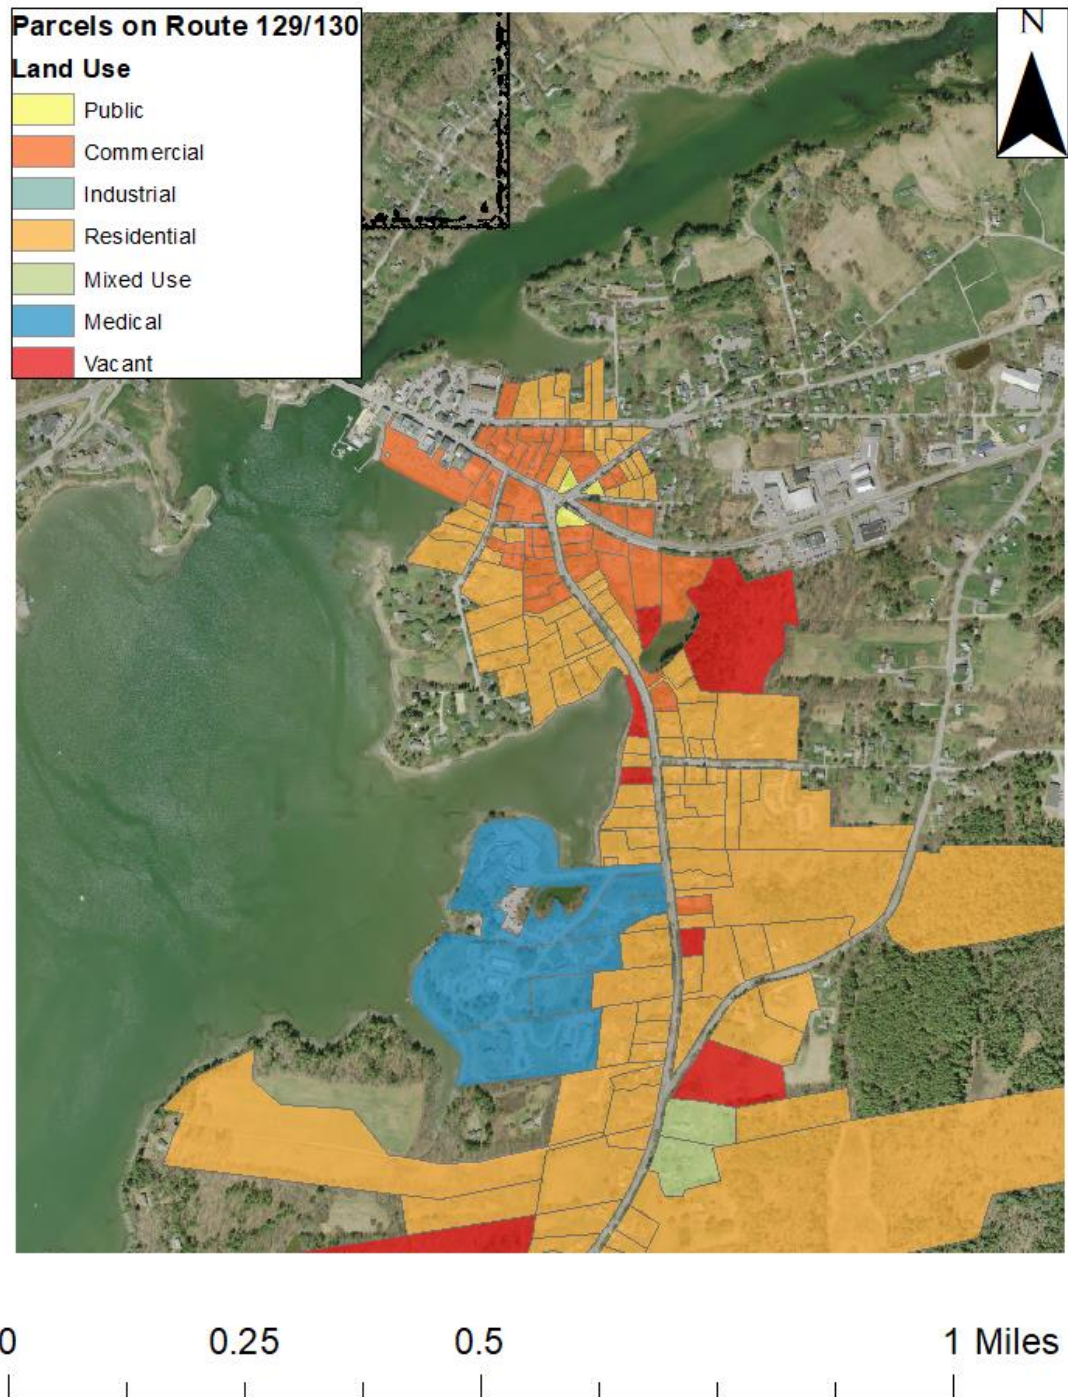 Parcels on Route 129/130
Land Use
Public
Commercial
Industrial
Residential
Mixed Use
Medical
Vacant
N
0 0.25 0.5 1 Miles